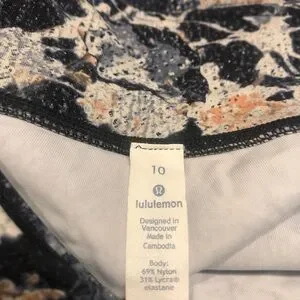 10
lululemon
Designed in
Vancouver
Made in
Cambodia
Body:
69% Nylon
31% Lycra®
elastane